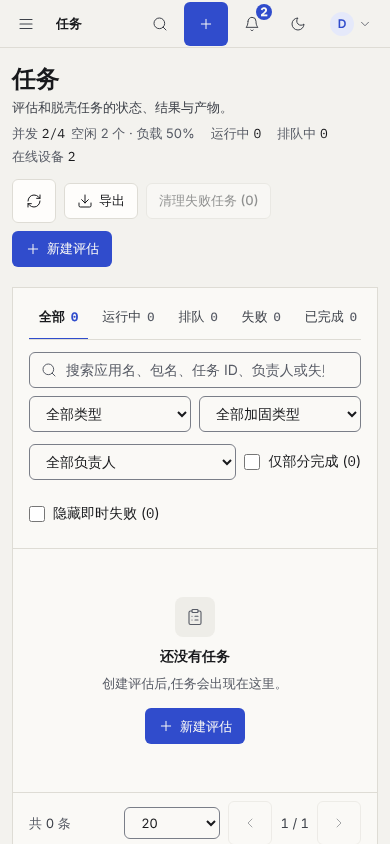 任务
2
D
任务
评估和脱壳任务的状态、结果与产物。
并发 2/4 空闲 2 个 · 负载 50% 运行中 0 排队中 0
在线设备 2
导出 清理失败任务 (0)
新建评估
全部 0 运行中 0 排队 0 失败 0 已完成 0
搜索应用名、包名、任务 ID、负责人或失
全部类型 全部加固类型
全部负责人 仅部分完成 (0)
隐藏即时失败 (0)
还没有任务
创建评估后,任务会出现在这里。
新建评估
共 0 条 20 1 / 1